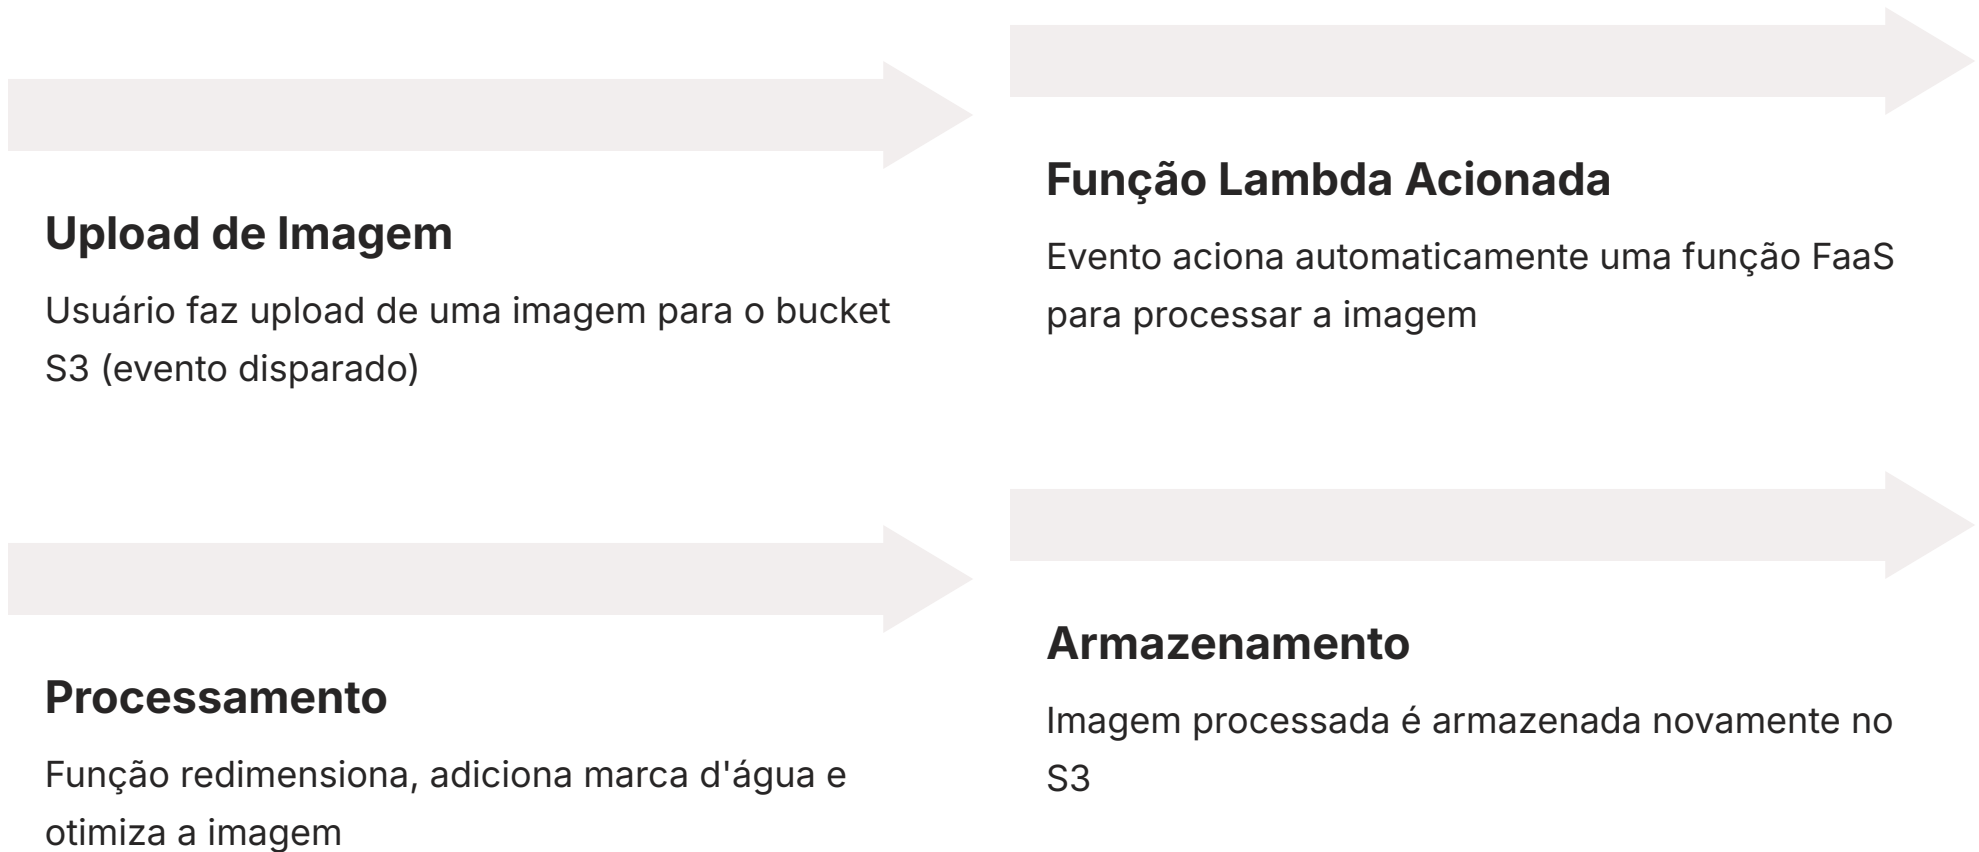 Upload de Imagem
Usuário faz upload de uma imagem para o bucket
S3 (evento disparado)
Função Lambda Acionada
Evento aciona automaticamente uma função FaaS
para processar a imagem
Processamento
Função redimensiona, adiciona marca d'água e
otimiza a imagem
Armazenamento
Imagem processada é armazenada novamente no
S3